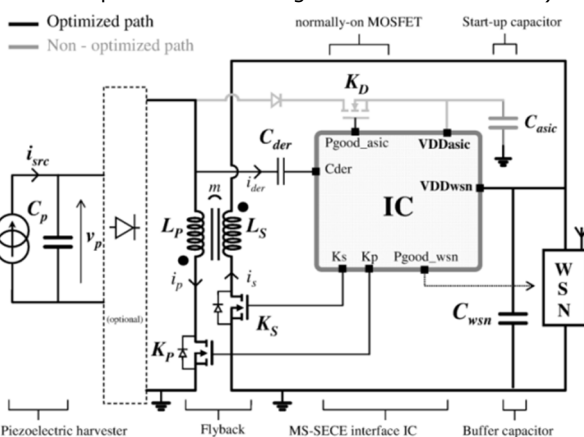 Optimized path
Non - optimized path
normally-on MOSFET
Start-up capacitor
K_D
C_asic
C_der
Pgood_asic
VDDasic
i_src
Cder
i_der
m
VDDwsn
IC
C_p
v_p
L_P
L_S
Ks
Kp
Pgood_wsn
i_p
i_s
W
S
N
C_wsn
K_S
(optional)
K_P
Piezoelectric harvester
Flyback
MS-SECE interface IC
Buffer capacitor